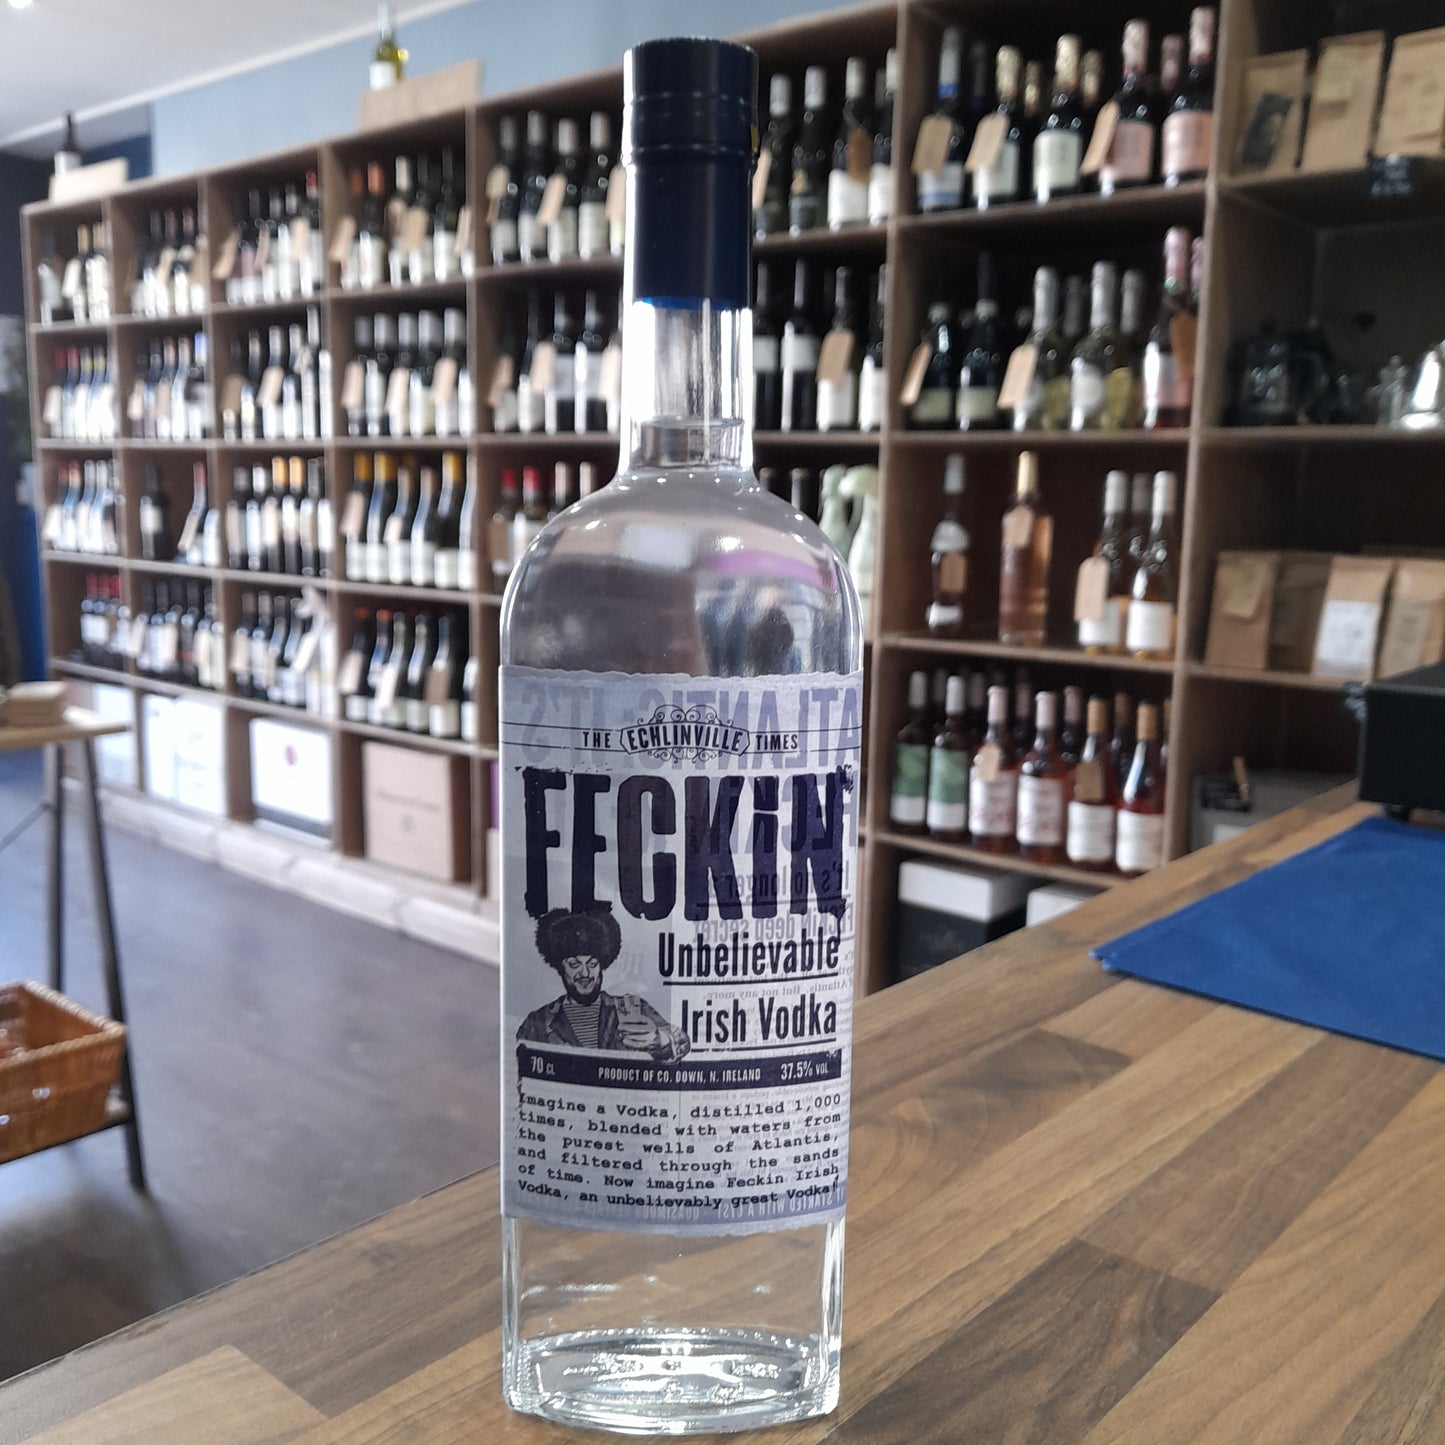 THE ECHLINVILLE TIMES
FECKiN
Unbelievable
Irish Vodka
70 CL PRODUCT OF CO. DOWN, N. IRELAND 37.5% VOL
Imagine a Vodka, distilled 1,000
times, blended with waters from
the purest wells of Atlantis,
and filtered through the sands
of time. Now imagine Feckin Irish
Vodka, an unbelievably great Vodka!